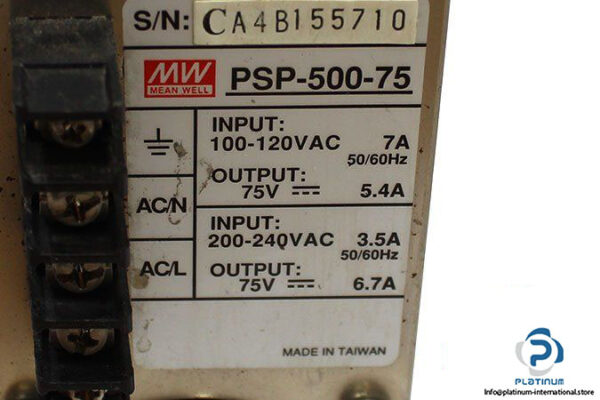 S/N: CA4B155710
MW
MEAN WELL
PSP-500-75
INPUT:
100-120VAC 7A
50/60Hz
OUTPUT:
75V 5.4A
AC/N
INPUT:
200-240VAC 3.5A
50/60Hz
AC/L
OUTPUT:
75V 6.7A
MADE IN TAIWAN
PLATINUM
info@platinum-international.store